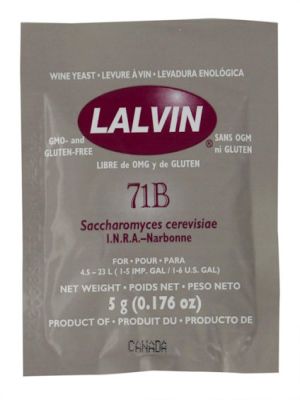 WINE YEAST • LEVURE À VIN • LEVADURA ENOLÓGICA
LALVIN®
GMO- and
GLUTEN-FREE
SANS OGM
ni GLUTEN
LIBRE de OMG y de GLUTEN
71B
Saccharomyces cerevisiae
I.N.R.A.–Narbonne
FOR • POUR • PARA
4.5 – 23 L ( 1-5 IMP. GAL / 1-6 U.S. GAL)
NET WEIGHT • POIDS NET • PESO NETO
5 g (0.176 oz)
PRODUCT OF • PRODUIT DU • PRODUCTO DE
CANADA